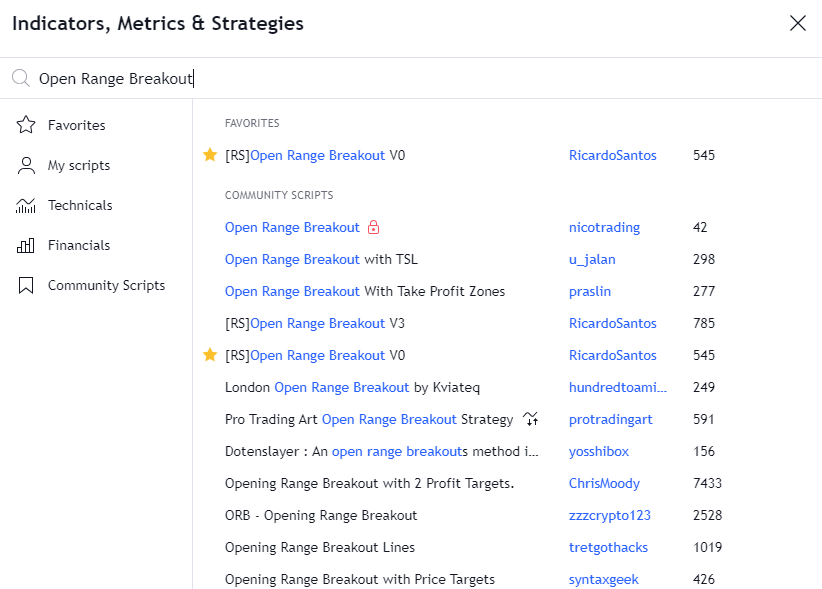 Indicators, Metrics & Strategies
Open Range Breakout
Favorites
My scripts
Technicals
Financials
Community Scripts
FAVORITES
[RS]Open Range Breakout V0 RicardoSantos 545
COMMUNITY SCRIPTS
Open Range Breakout nicotrading 42
Open Range Breakout with TSL u_jalan 298
Open Range Breakout With Take Profit Zones praslin 277
[RS]Open Range Breakout V3 RicardoSantos 785
[RS]Open Range Breakout V0 RicardoSantos 545
London Open Range Breakout by Kviateq hundredtoami... 249
Pro Trading Art Open Range Breakout Strategy protradingart 591
Dotenslayer : An open range breakouts method i... yosshibox 156
Opening Range Breakout with 2 Profit Targets. ChrisMoody 7433
ORB - Opening Range Breakout zzzcrypto123 2528
Opening Range Breakout Lines tretgothacks 1019
Opening Range Breakout with Price Targets syntaxgeek 426